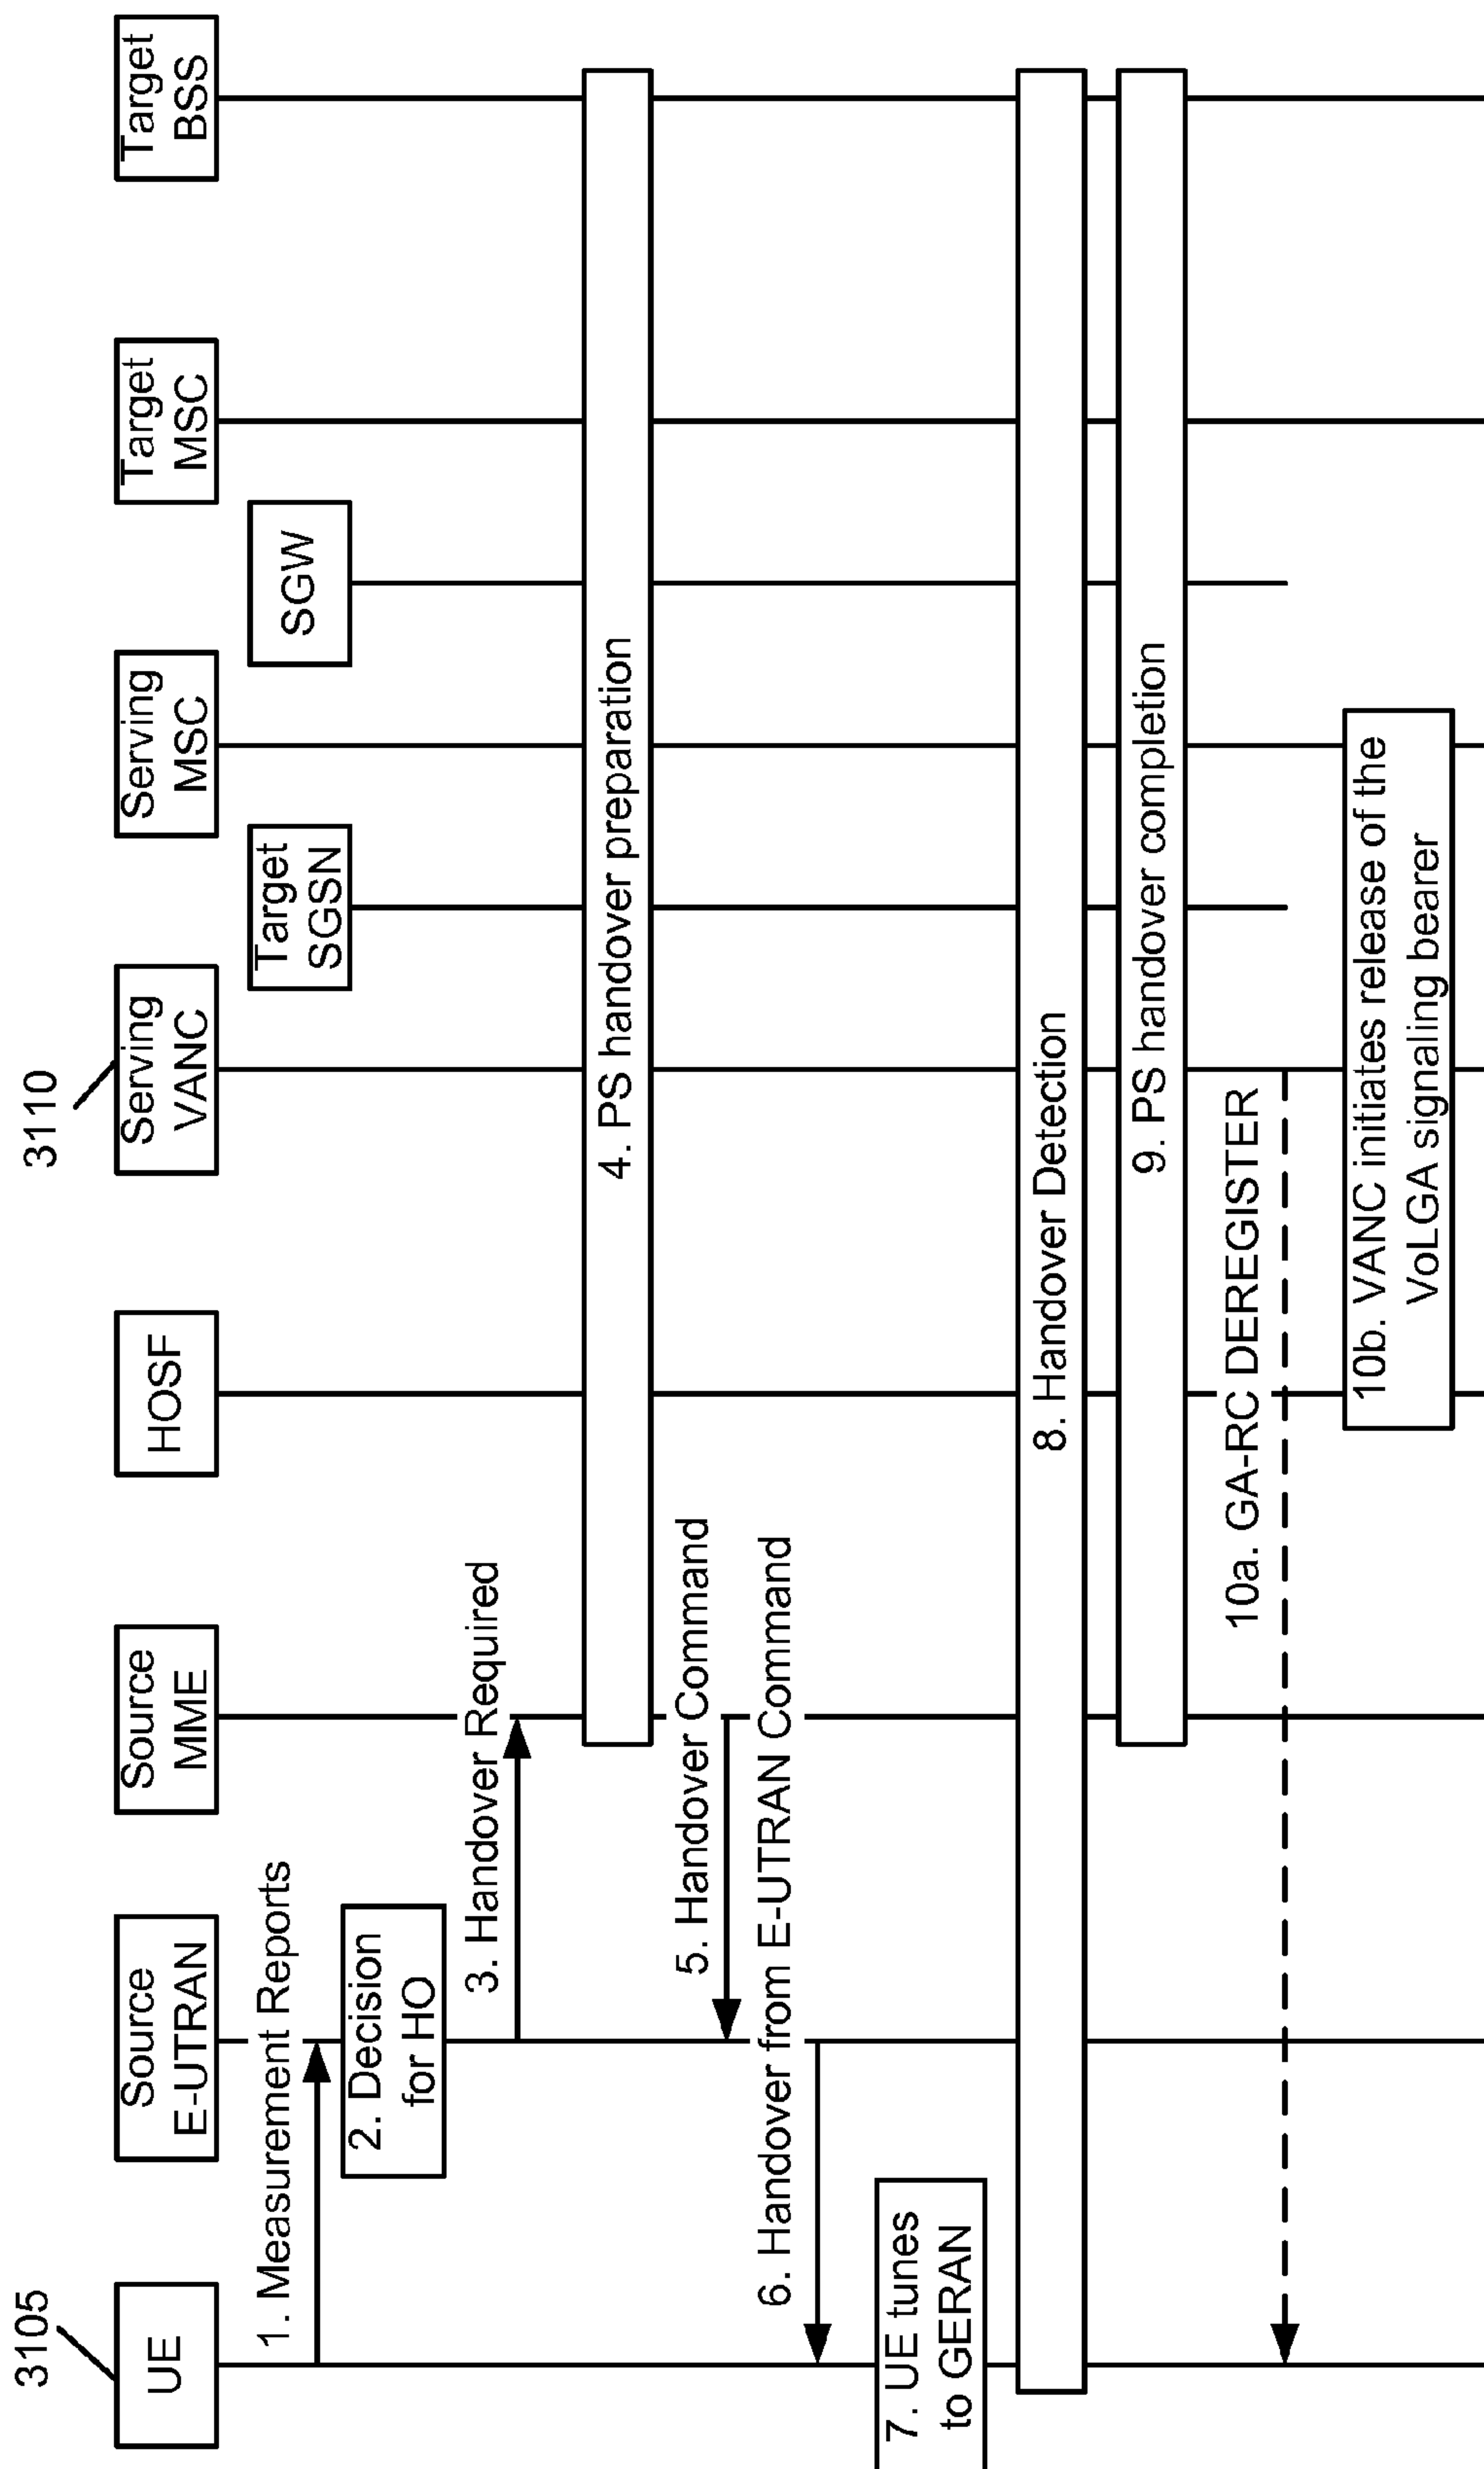 3105
3110
UE
Source
E-UTRAN
Source
MME
HOSF
Serving
VANC
Target
SGSN
Serving
MSC
SGW
Target
MSC
Target
BSS
1. Measurement Reports
2. Decision
for HO
3. Handover Required
4. PS handover preparation
5. Handover Command
6. Handover from E-UTRAN Command
7. UE tunes
to GERAN
8. Handover Detection
9. PS handover completion
10a. GA-RC DEREGISTER
10b. VANC initiates release of the
VoLGA signaling bearer